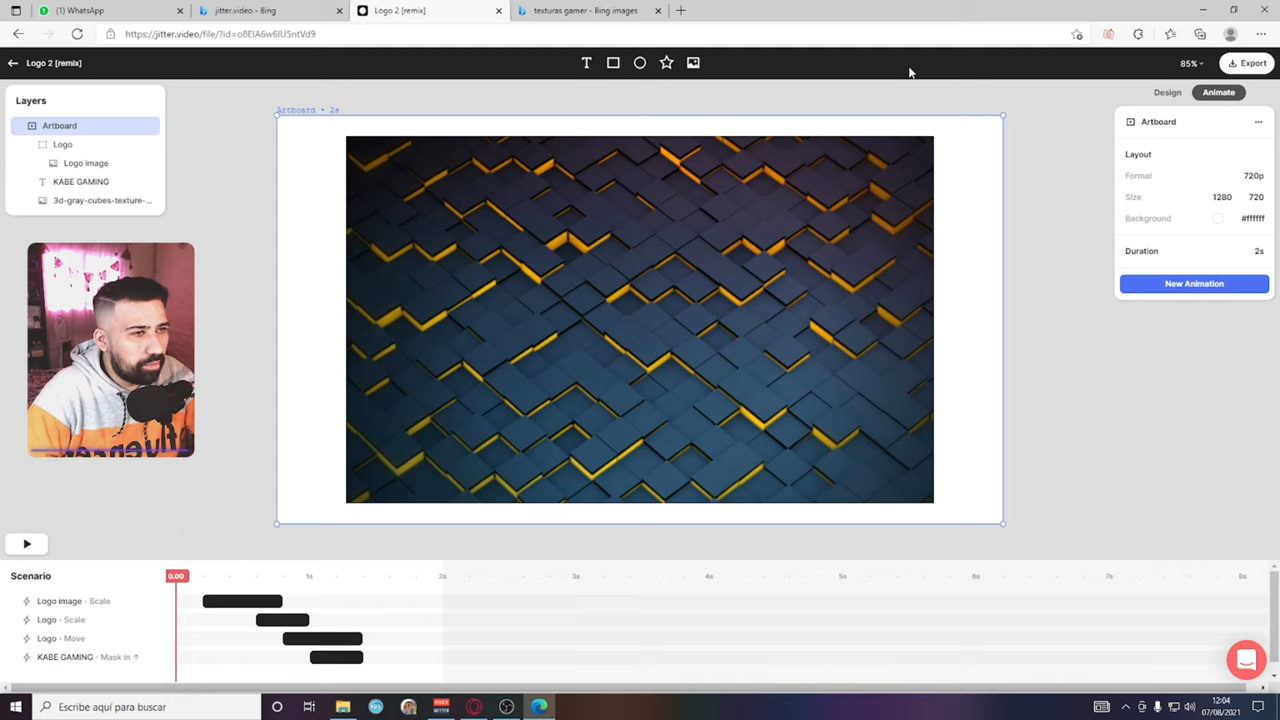 (1) WhatsApp
jitter.video - Bing
Logo 2 [remix]
texturas gamer - Bing images
https://jitter.video/file/?id=o8EIA6w6IU5ntVd9
Logo 2 [remix]
T
85%
Export
Layers
Artboard
Logo
Logo image
T KABE GAMING
3d-gray-cubes-texture-...
Artboard • 2s
Design
Animate
Artboard
Layout
Format 720p
Size 1280 720
Background #ffffff
Duration 2s
New Animation
Scenario
0.00 1s 2s 3s 4s 5s 6s 7s 8s
Logo image · Scale
Logo · Scale
Logo · Move
KABE GAMING · Mask in ↑
Escribe aquí para buscar
12:04
07/08/2021